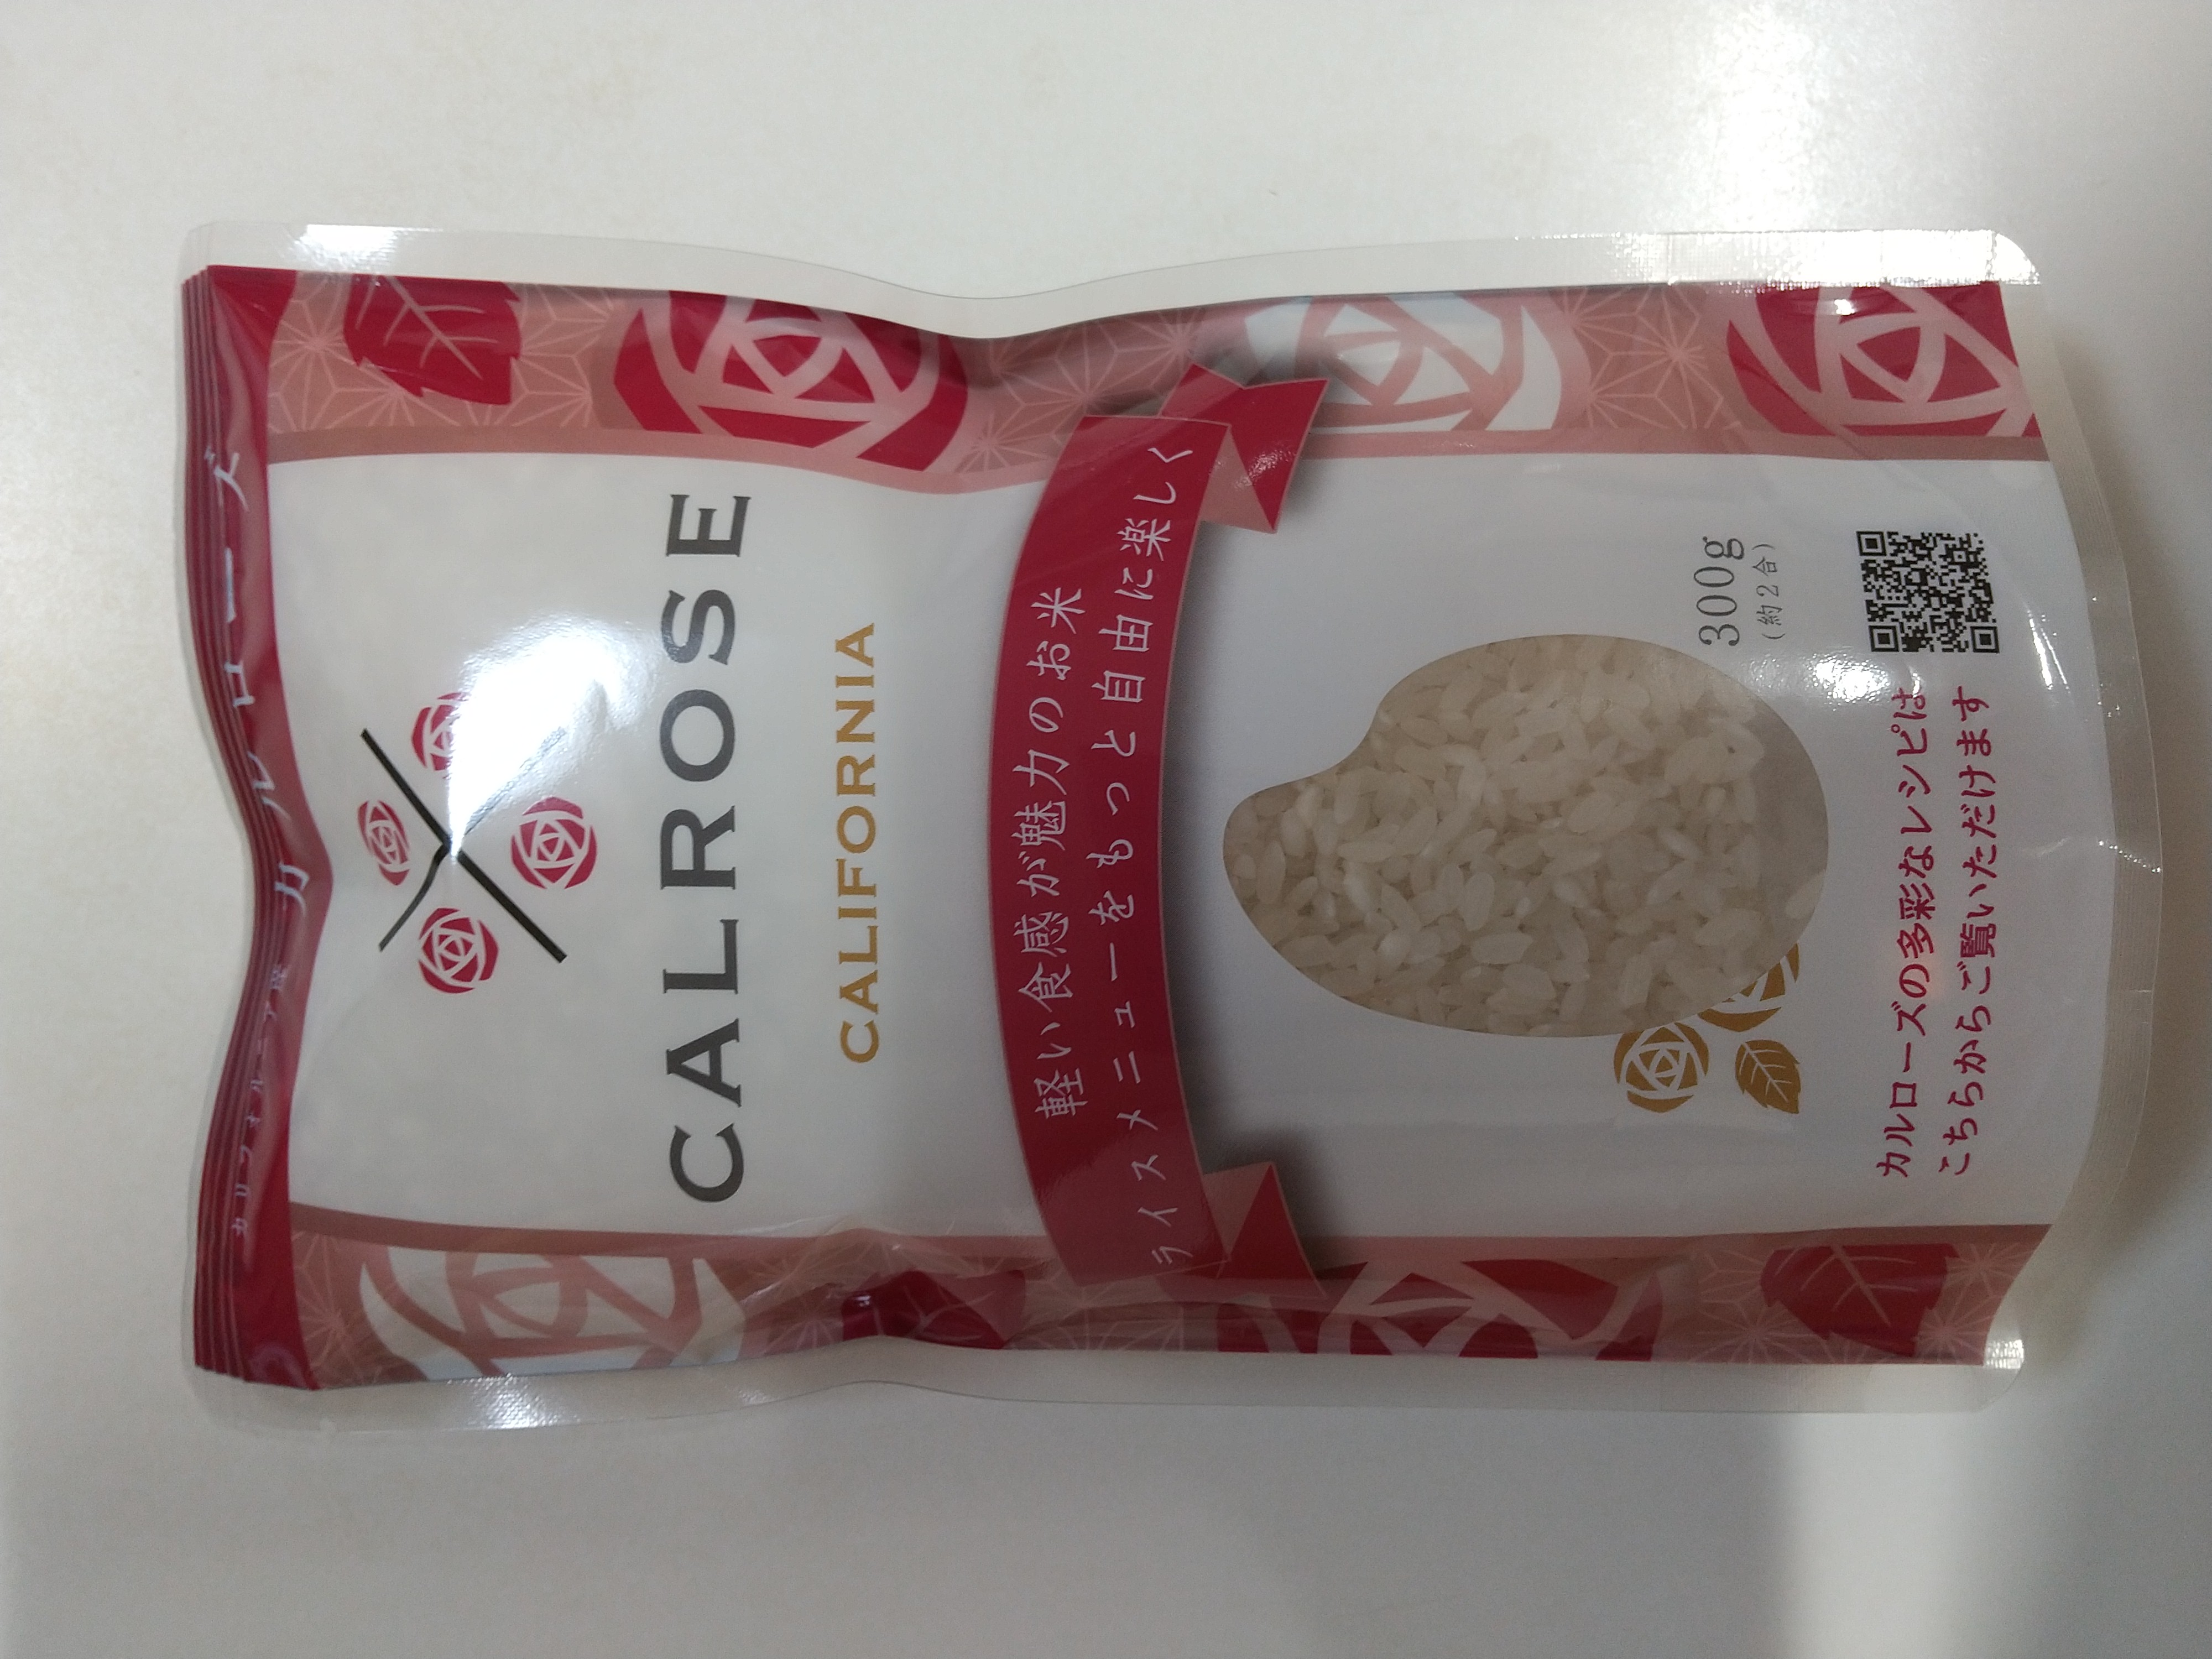 カリフォルニア産
カルローズ
CALROSE
CALIFORNIA
軽い食感が魅力のお米
ライスメニューをもっと自由に楽しく
300g
(約2合)
カルローズの多彩なレシピは
こちらからご覧いただけます